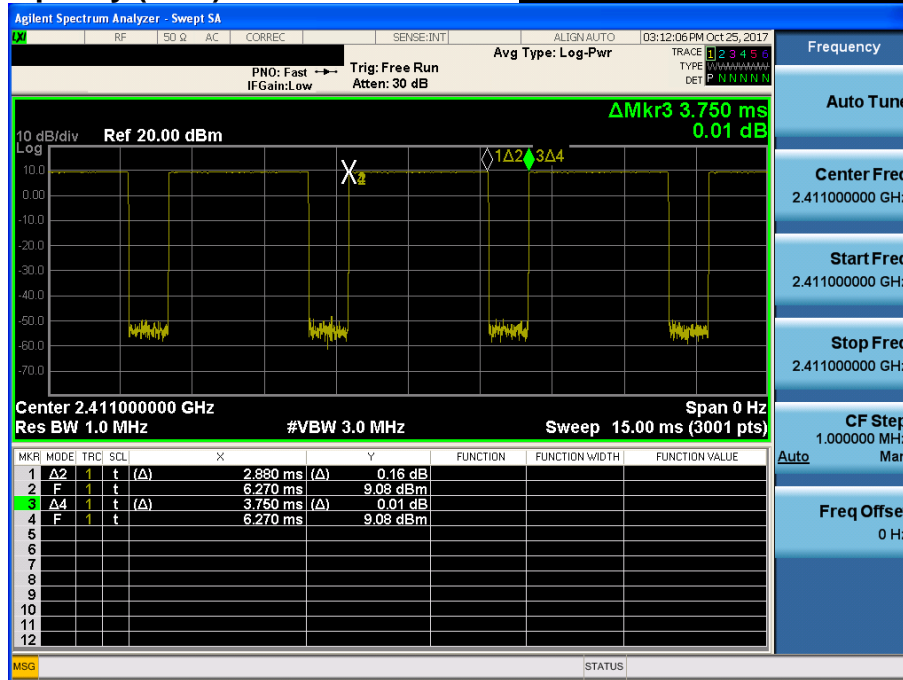 Agilent Spectrum Analyzer - Swept SA
LXI RF 50 Ω AC CORREC SENSE:INT ALIGN AUTO 03:12:06 PM Oct 25, 2017
Frequency
Avg Type: Log-Pwr
TRACE 1 2 3 4 5 6
TYPE
DET P N N N N N
PNO: Fast
IFGain:Low
Trig: Free Run
Atten: 30 dB
Auto Tune
ΔMkr3 3.750 ms
0.01 dB
10 dB/div Ref 20.00 dBm
Log
1Δ2 3Δ4
10.0
0.00
-10.0
-20.0
-30.0
-40.0
-50.0
-60.0
-70.0
X
Center Freq
2.411000000 GHz
Start Freq
2.411000000 GHz
Stop Freq
2.411000000 GHz
Center 2.411000000 GHz Span 0 Hz
Res BW 1.0 MHz #VBW 3.0 MHz Sweep 15.00 ms (3001 pts)
CF Step
1.000000 MHz
Auto Man
MKR MODE TRC SCL X Y FUNCTION FUNCTION WIDTH FUNCTION VALUE
1 Δ2 1 t (Δ) 2.880 ms (Δ) 0.16 dB
2 F 1 t 6.270 ms 9.08 dBm
3 Δ4 1 t (Δ) 3.750 ms (Δ) 0.01 dB
4 F 1 t 6.270 ms 9.08 dBm
5
6
7
8
9
10
11
12
Freq Offset
0 Hz
MSG STATUS